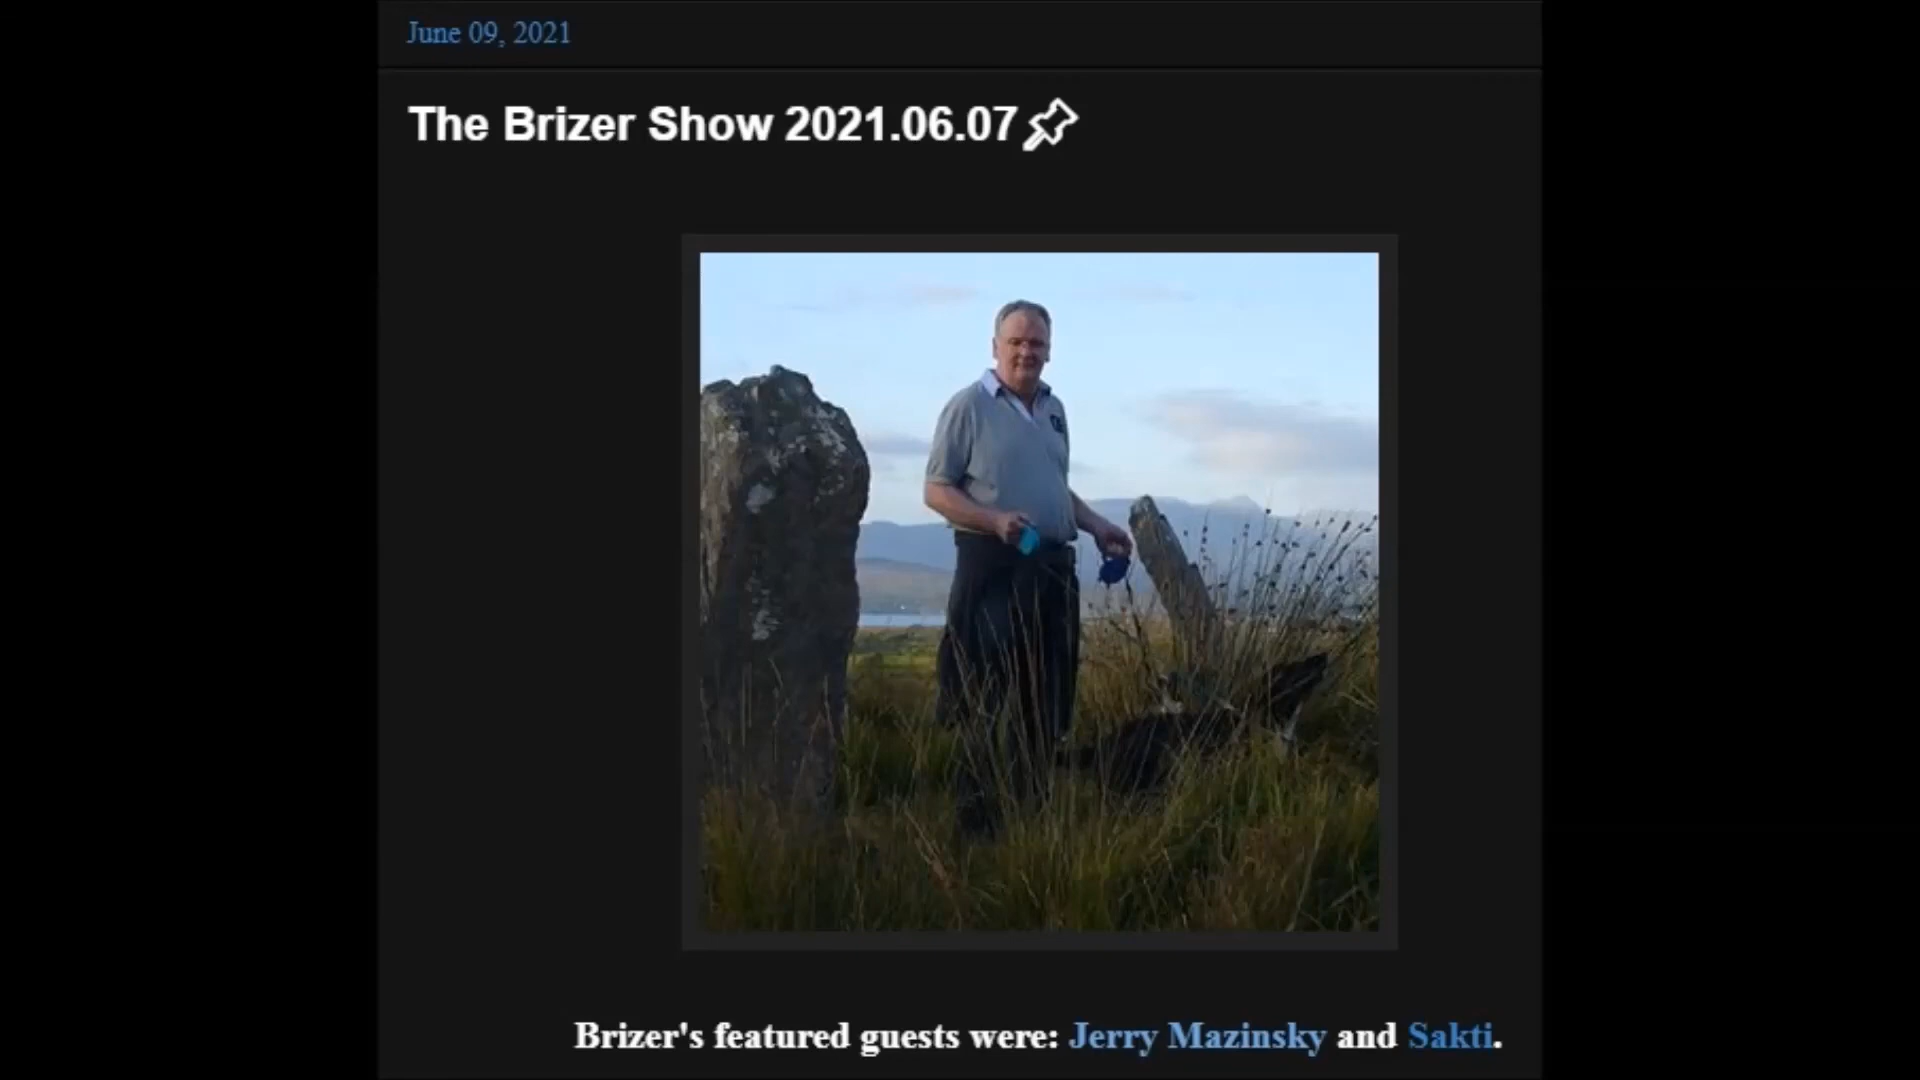 June 09, 2021
The Brizer Show 2021.06.07
Brizer's featured guests were: Jerry Mazinsky and Sakti.